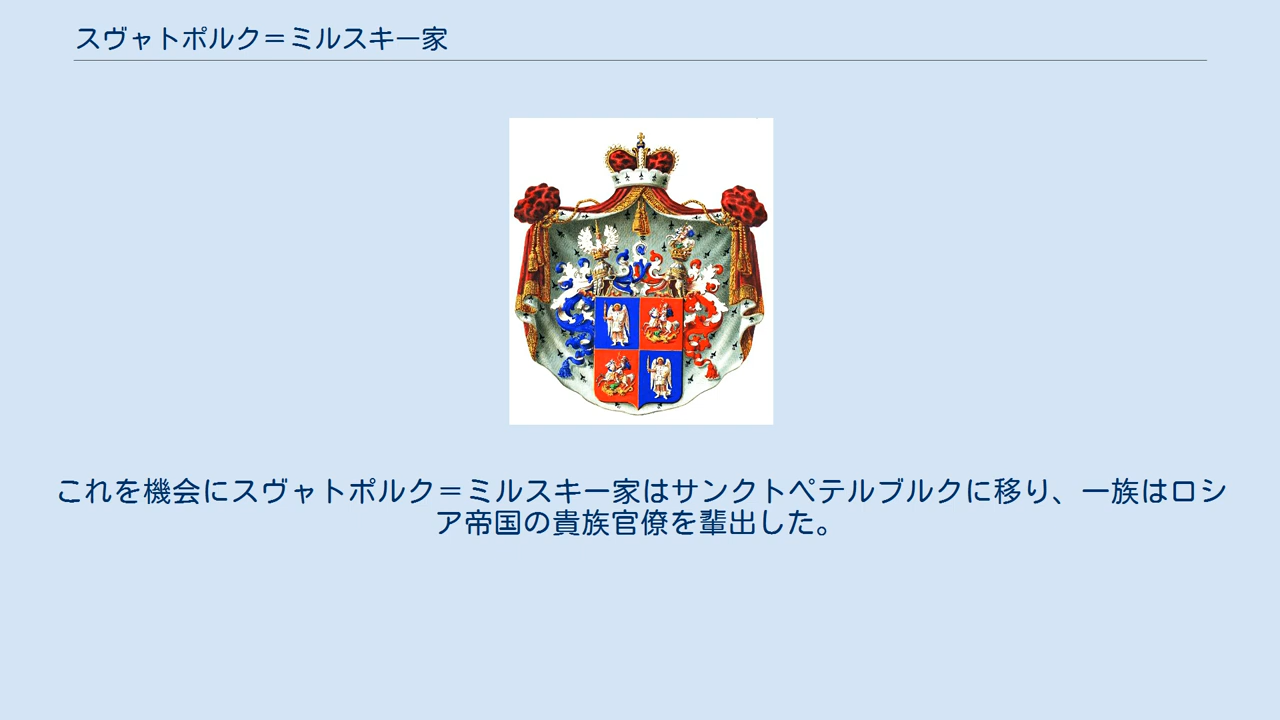 スヴャトポルク＝ミルスキー家
これを機会にスヴャトポルク＝ミルスキー家はサンクトペテルブルクに移り、一族はロシ
ア帝国の貴族官僚を輩出した。